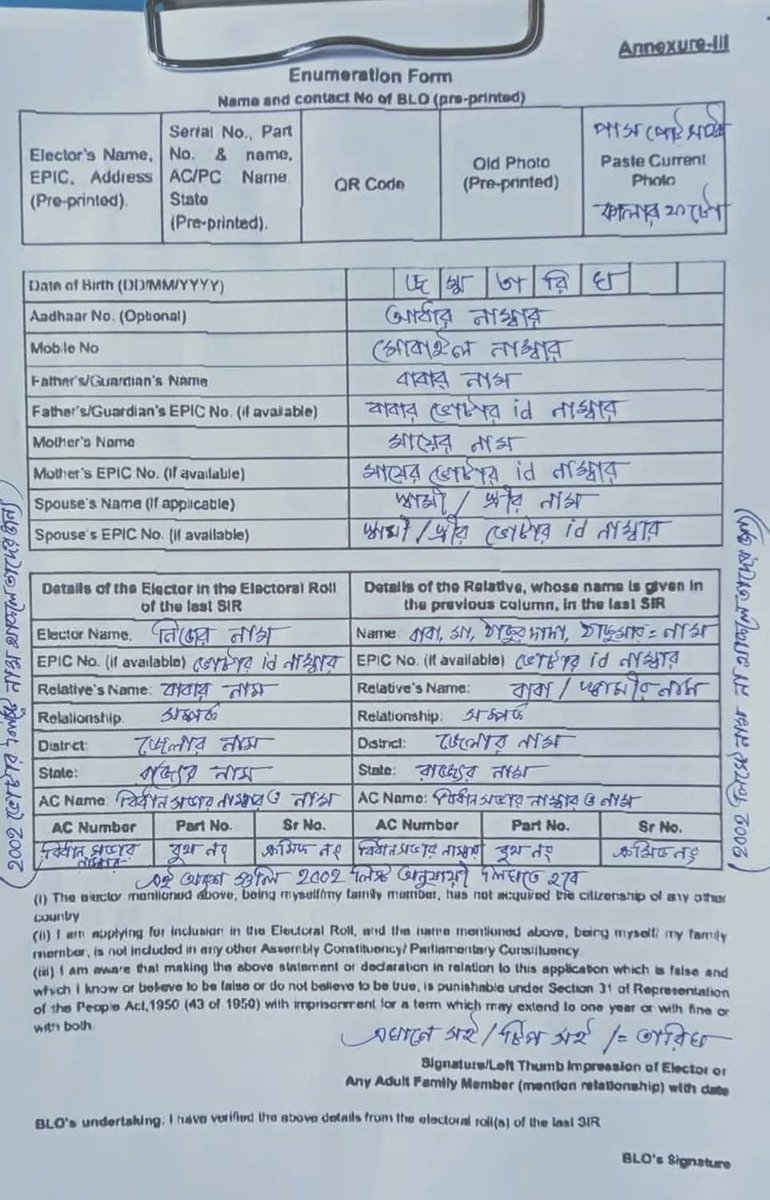 Annexure-III
Enumeration Form
Name and contact No of BLO (pre-printed)
Elector's Name, EPIC, Address (Pre-printed).
Serial No., Part No. & name, AC/PC Name State (Pre-printed).
QR Code
Old Photo (Pre-printed)
পাসপোর্ট সাইজ
Paste Current Photo
কালার ফটো
Date of Birth (DD/MM/YYYY) জন্ম তারিখ
Aadhaar No. (Optional) আধার নাম্বার
Mobile No মোবাইল নাম্বার
Father's/Guardian's Name বাবার নাম
Father's/Guardian's EPIC No. (if available) বাবার ভোটার id নাম্বার
Mother's Name মায়ের নাম
Mother's EPIC No. (if available) মায়ের ভোটার id নাম্বার
Spouse's Name (if applicable) স্বামী / স্ত্রীর নাম
Spouse's EPIC No. (if available) স্বামী / স্ত্রীর ভোটার id নাম্বার
(2002 ভোটার লিস্টে নাম থাকলে তাদের জন্য)
(2002 লিস্টে নাম না থাকলে তাদের জন্য)
Details of the Elector in the Electoral Roll of the last SIR
Details of the Relative, whose name is given in the previous column, in the last SIR
Elector Name: নিজের নাম
Name: বাবা, মা, ঠাকুরদাদা, ঠাকুমার = নাম
EPIC No. (if available) ভোটার id নাম্বার
EPIC No. (if available) ভোটার id নাম্বার
Relative's Name: বাবার নাম
Relative's Name: বাবা / স্বামীর নাম
Relationship: সম্পর্ক
Relationship: সম্পর্ক
District: জেলার নাম
District: জেলার নাম
State: রাজ্যের নাম
State: রাজ্যের নাম
AC Name: বিধানসভার নাম্বার ও নাম
AC Name: বিধানসভার নাম্বার ও নাম
AC Number Part No. Sr No. AC Number Part No. Sr No.
বিধানসভার নাম্বার বুথ নং ক্রমিক নং বিধানসভার নাম্বার বুথ নং ক্রমিক নং
এই অংশ গুলি 2002 লিস্ট অনুযায়ী লিখতে হবে
(i) The elector mentioned above, being myself/my family member, has not acquired the citizenship of any other
country
(ii) I am applying for inclusion in the Electoral Roll, and the name mentioned above, being myself/ my family
member, is not included in any other Assembly Constituency/ Parliamentary Constituency
(iii) I am aware that making the above statement or declaration in relation to this application which is false and
which I know or believe to be false or do not believe to be true, is punishable under Section 31 of Representation
of the People Act,1950 (43 of 1950) with imprisonment for a term which may extend to one year or with fine or
with both.
এখানে সই / টিপ সই / = তারিখ
Signature/Left Thumb Impression of Elector or
Any Adult Family Member (mention relationship) with date
BLO's undertaking: I have verified the above details from the electoral roll(s) of the last SIR
BLO's Signature